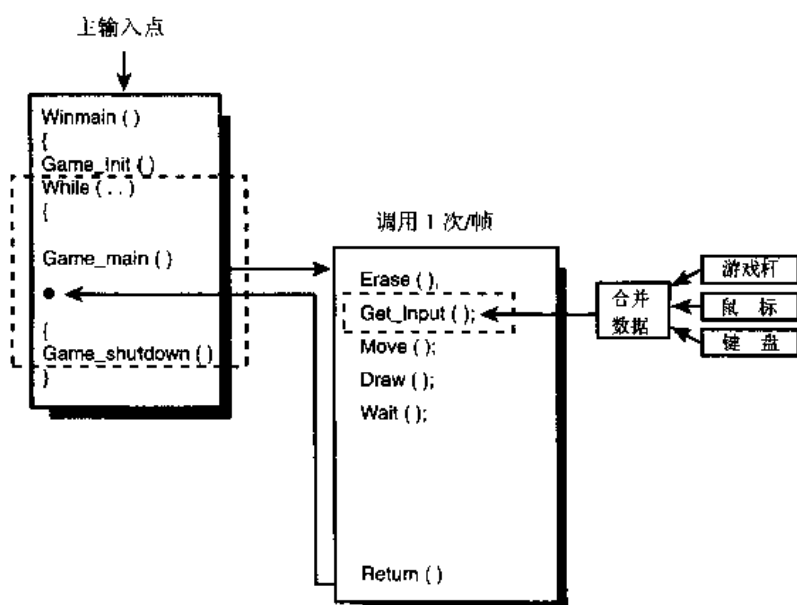 主输入点
Winmain ( )
{
Game_Init ( )
While ( . . )
{
Game_main ( )
{
Game_shutdown ( )
}
调用 1 次/帧
Erase ( ),
Get_Input ( );
Move ( );
Draw ( );
Wait ( );
Return ( )
合并
数据
游戏杆
鼠 标
键 盘